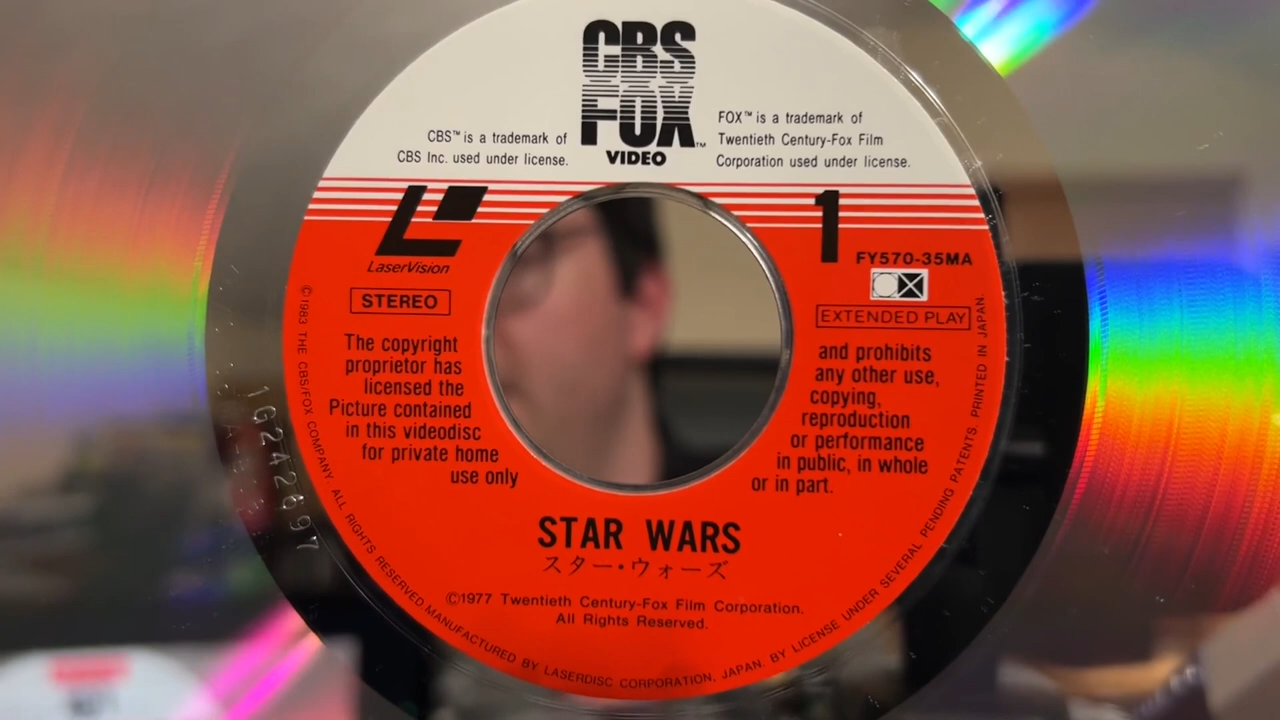 CBS
FOX™
VIDEO
CBS™ is a trademark of
CBS Inc. used under license.
FOX™ is a trademark of
Twentieth Century-Fox Film
Corporation used under license.
LaserVision
STEREO
1
FY570-35MA
EXTENDED PLAY
The copyright
proprietor has
licensed the
Picture contained
in this videodisc
for private home
use only
and prohibits
any other use,
copying,
reproduction
or performance
in public, in whole
or in part.
STAR WARS
スター・ウォーズ
©1977 Twentieth Century-Fox Film Corporation.
All Rights Reserved.
©1983 THE CBS/FOX COMPANY. ALL RIGHTS RESERVED. MANUFACTURED BY LASERDISC CORPORATION, JAPAN. BY LICENSE UNDER SEVERAL PENDING PATENTS. PRINTED IN JAPAN.
1G242697